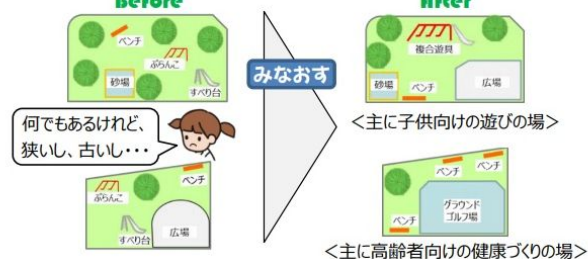 Before
After
ベンチ
ぶらんこ
砂場
すべり台
何でもあるけれど、
狭いし、古いし・・・
ぶらんこ
ベンチ
すべり台
広場
みなおす
複合遊具
砂場
ベンチ
広場
＜主に子供向けの遊びの場＞
ベンチ
ベンチ
グラウンド
ゴルフ場
ベンチ
＜主に高齢者向けの健康づくりの場＞